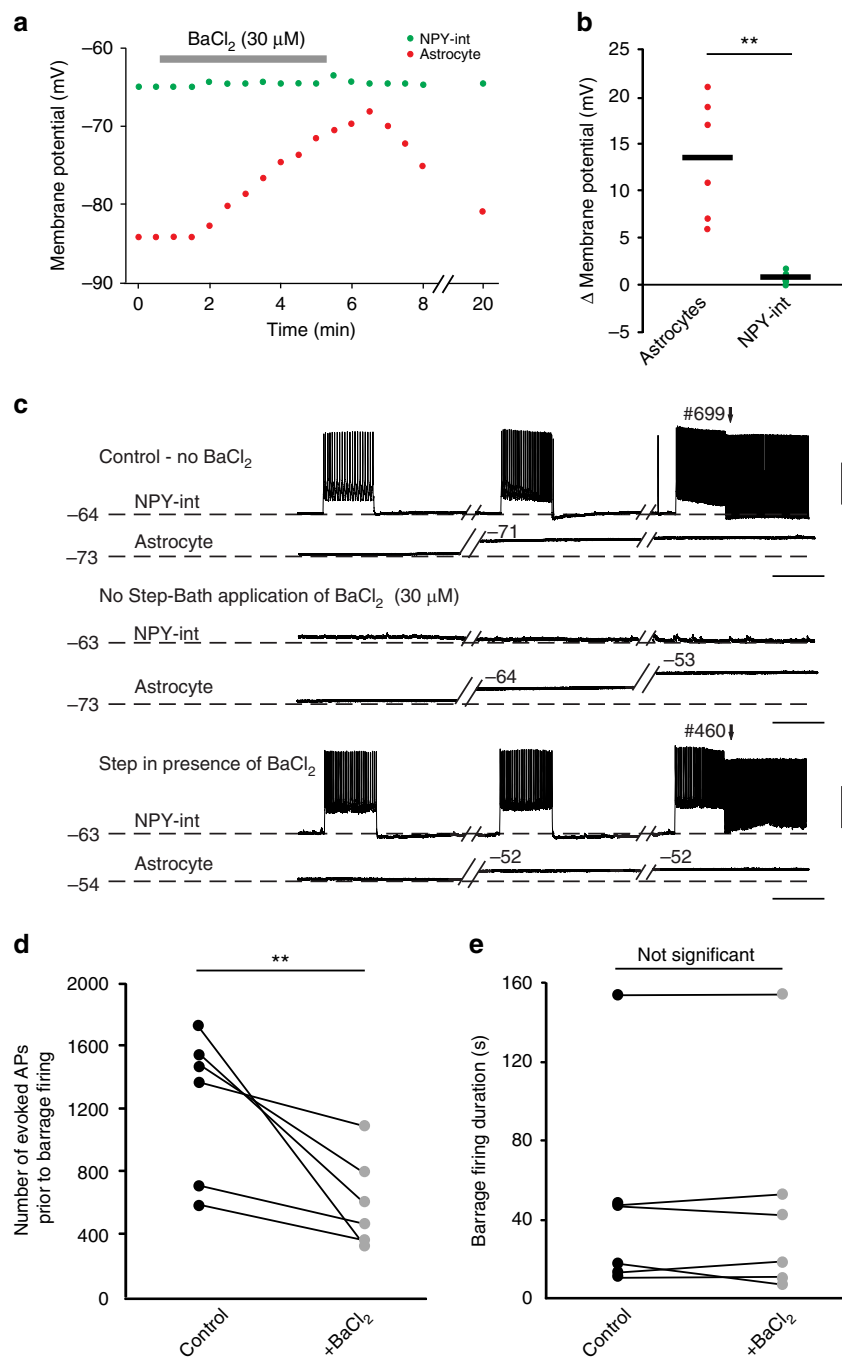 a
BaCl₂ (30 μM)
NPY-int
Astrocyte
Membrane potential (mV)
−60
−70
−80
−90
0
2
4
6
8
20
Time (min)
b
**
Δ Membrane potential (mV)
25
20
15
10
5
0
−5
Astrocytes
NPY-int
c
#699
Control - no BaCl₂
NPY-int
−64
Astrocyte
−71
−73
No Step-Bath application of BaCl₂ (30 μM)
NPY-int
−63
−53
Astrocyte
−64
−73
#460
Step in presence of BaCl₂
NPY-int
−63
Astrocyte
−52
−52
−54
d
**
Number of evoked APs
prior to barrage firing
2000
1600
1200
800
400
0
Control
+BaCl₂
e
Not significant
Barrage firing duration (s)
160
120
80
40
0
Control
+BaCl₂